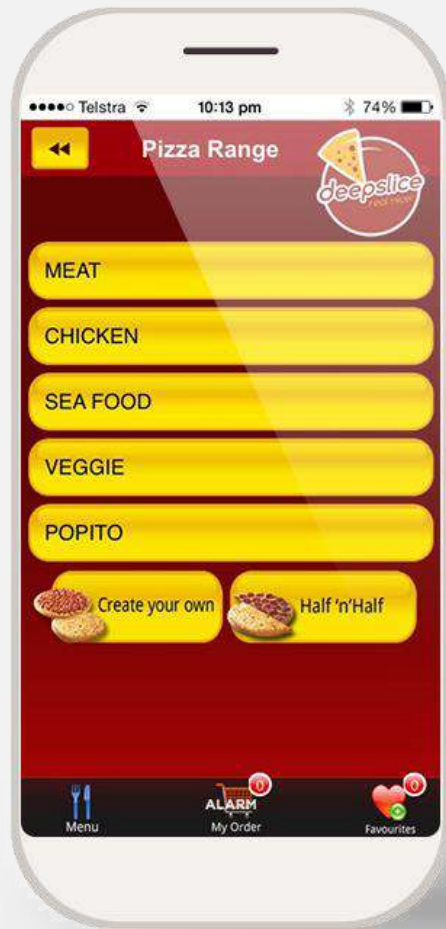 Telstra 10:13 pm 74%
Pizza Range
deepslice
MEAT
CHICKEN
SEA FOOD
VEGGIE
POPITO
Create your own Half 'n'Half
0 0
ALARM
Menu My Order Favourites